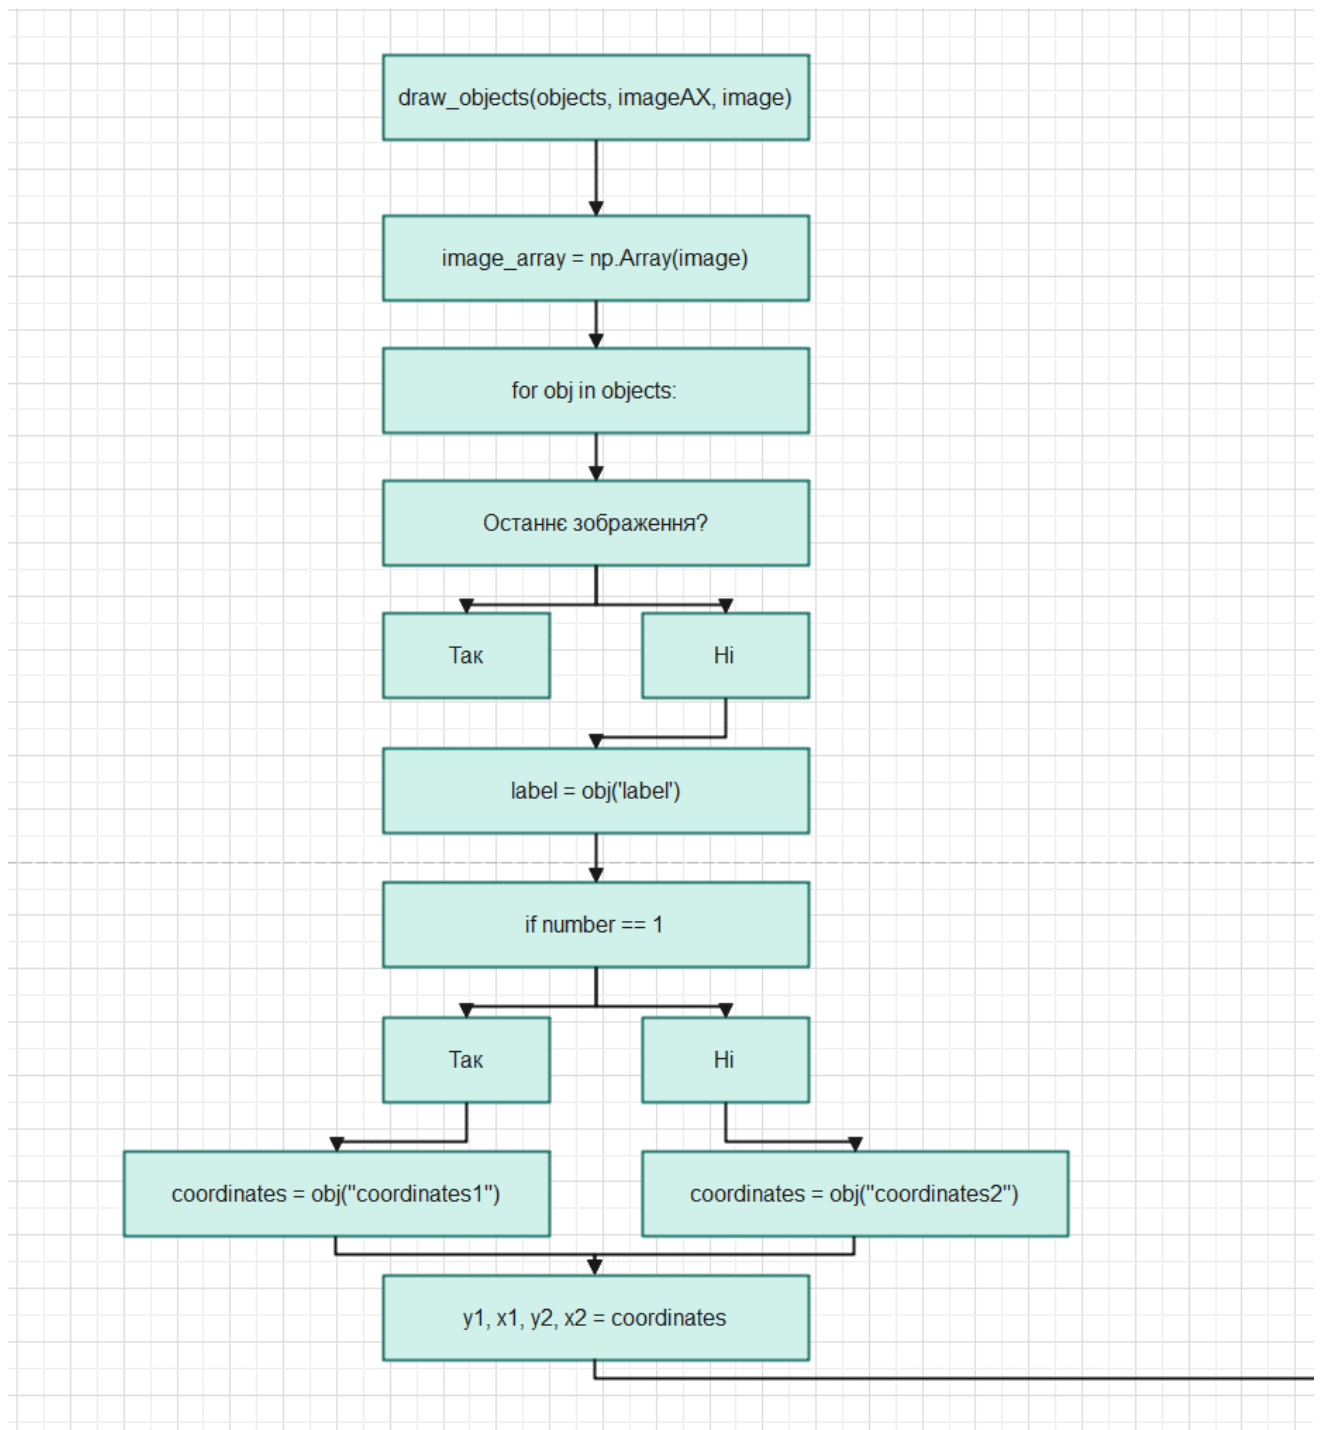 draw_objects(objects, imageAX, image)
image_array = np.Array(image)
for obj in objects:
Останнє зображення?
Так
Ні
label = obj('label')
if number == 1
Так
Ні
coordinates = obj("coordinates1")
coordinates = obj("coordinates2")
y1, x1, y2, x2 = coordinates